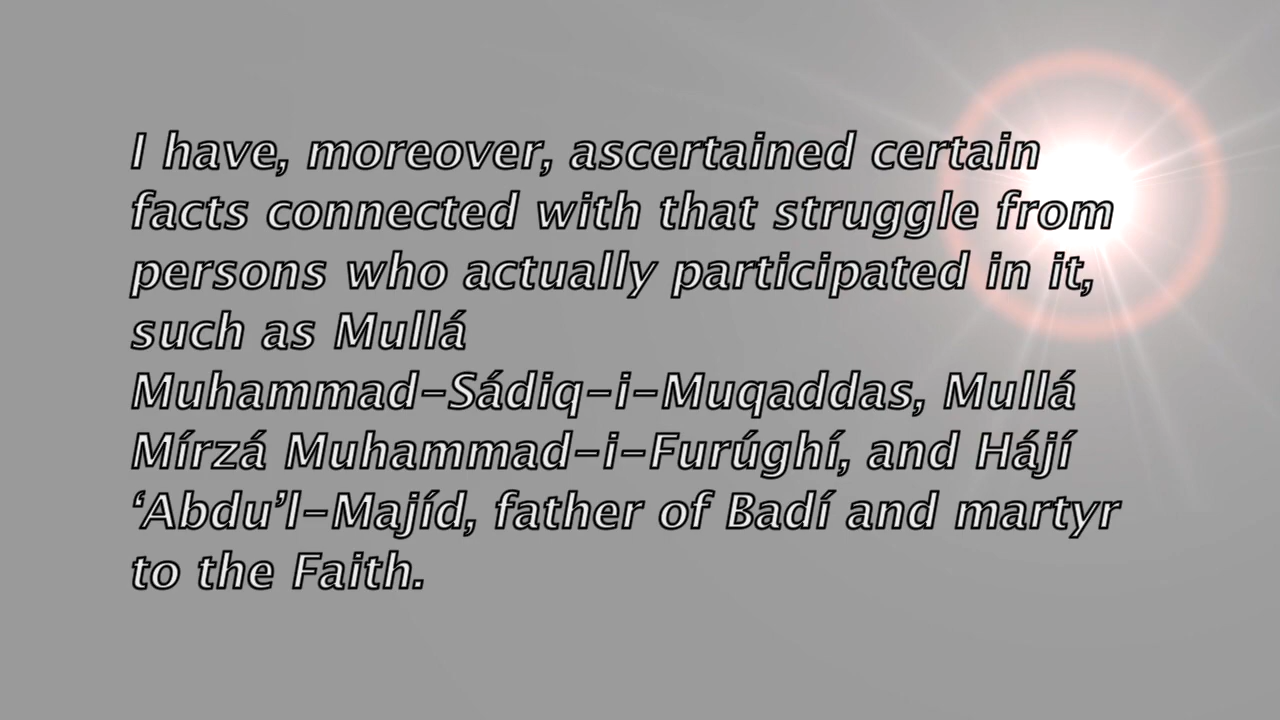 I have, moreover, ascertained certain
facts connected with that struggle from
persons who actually participated in it,
such as Mullá
Muhammad-Sádiq-i-Muqaddas, Mullá
Mírzá Muhammad-i-Furúghí, and Hájí
‘Abdu’l-Majíd, father of Badí and martyr
to the Faith.